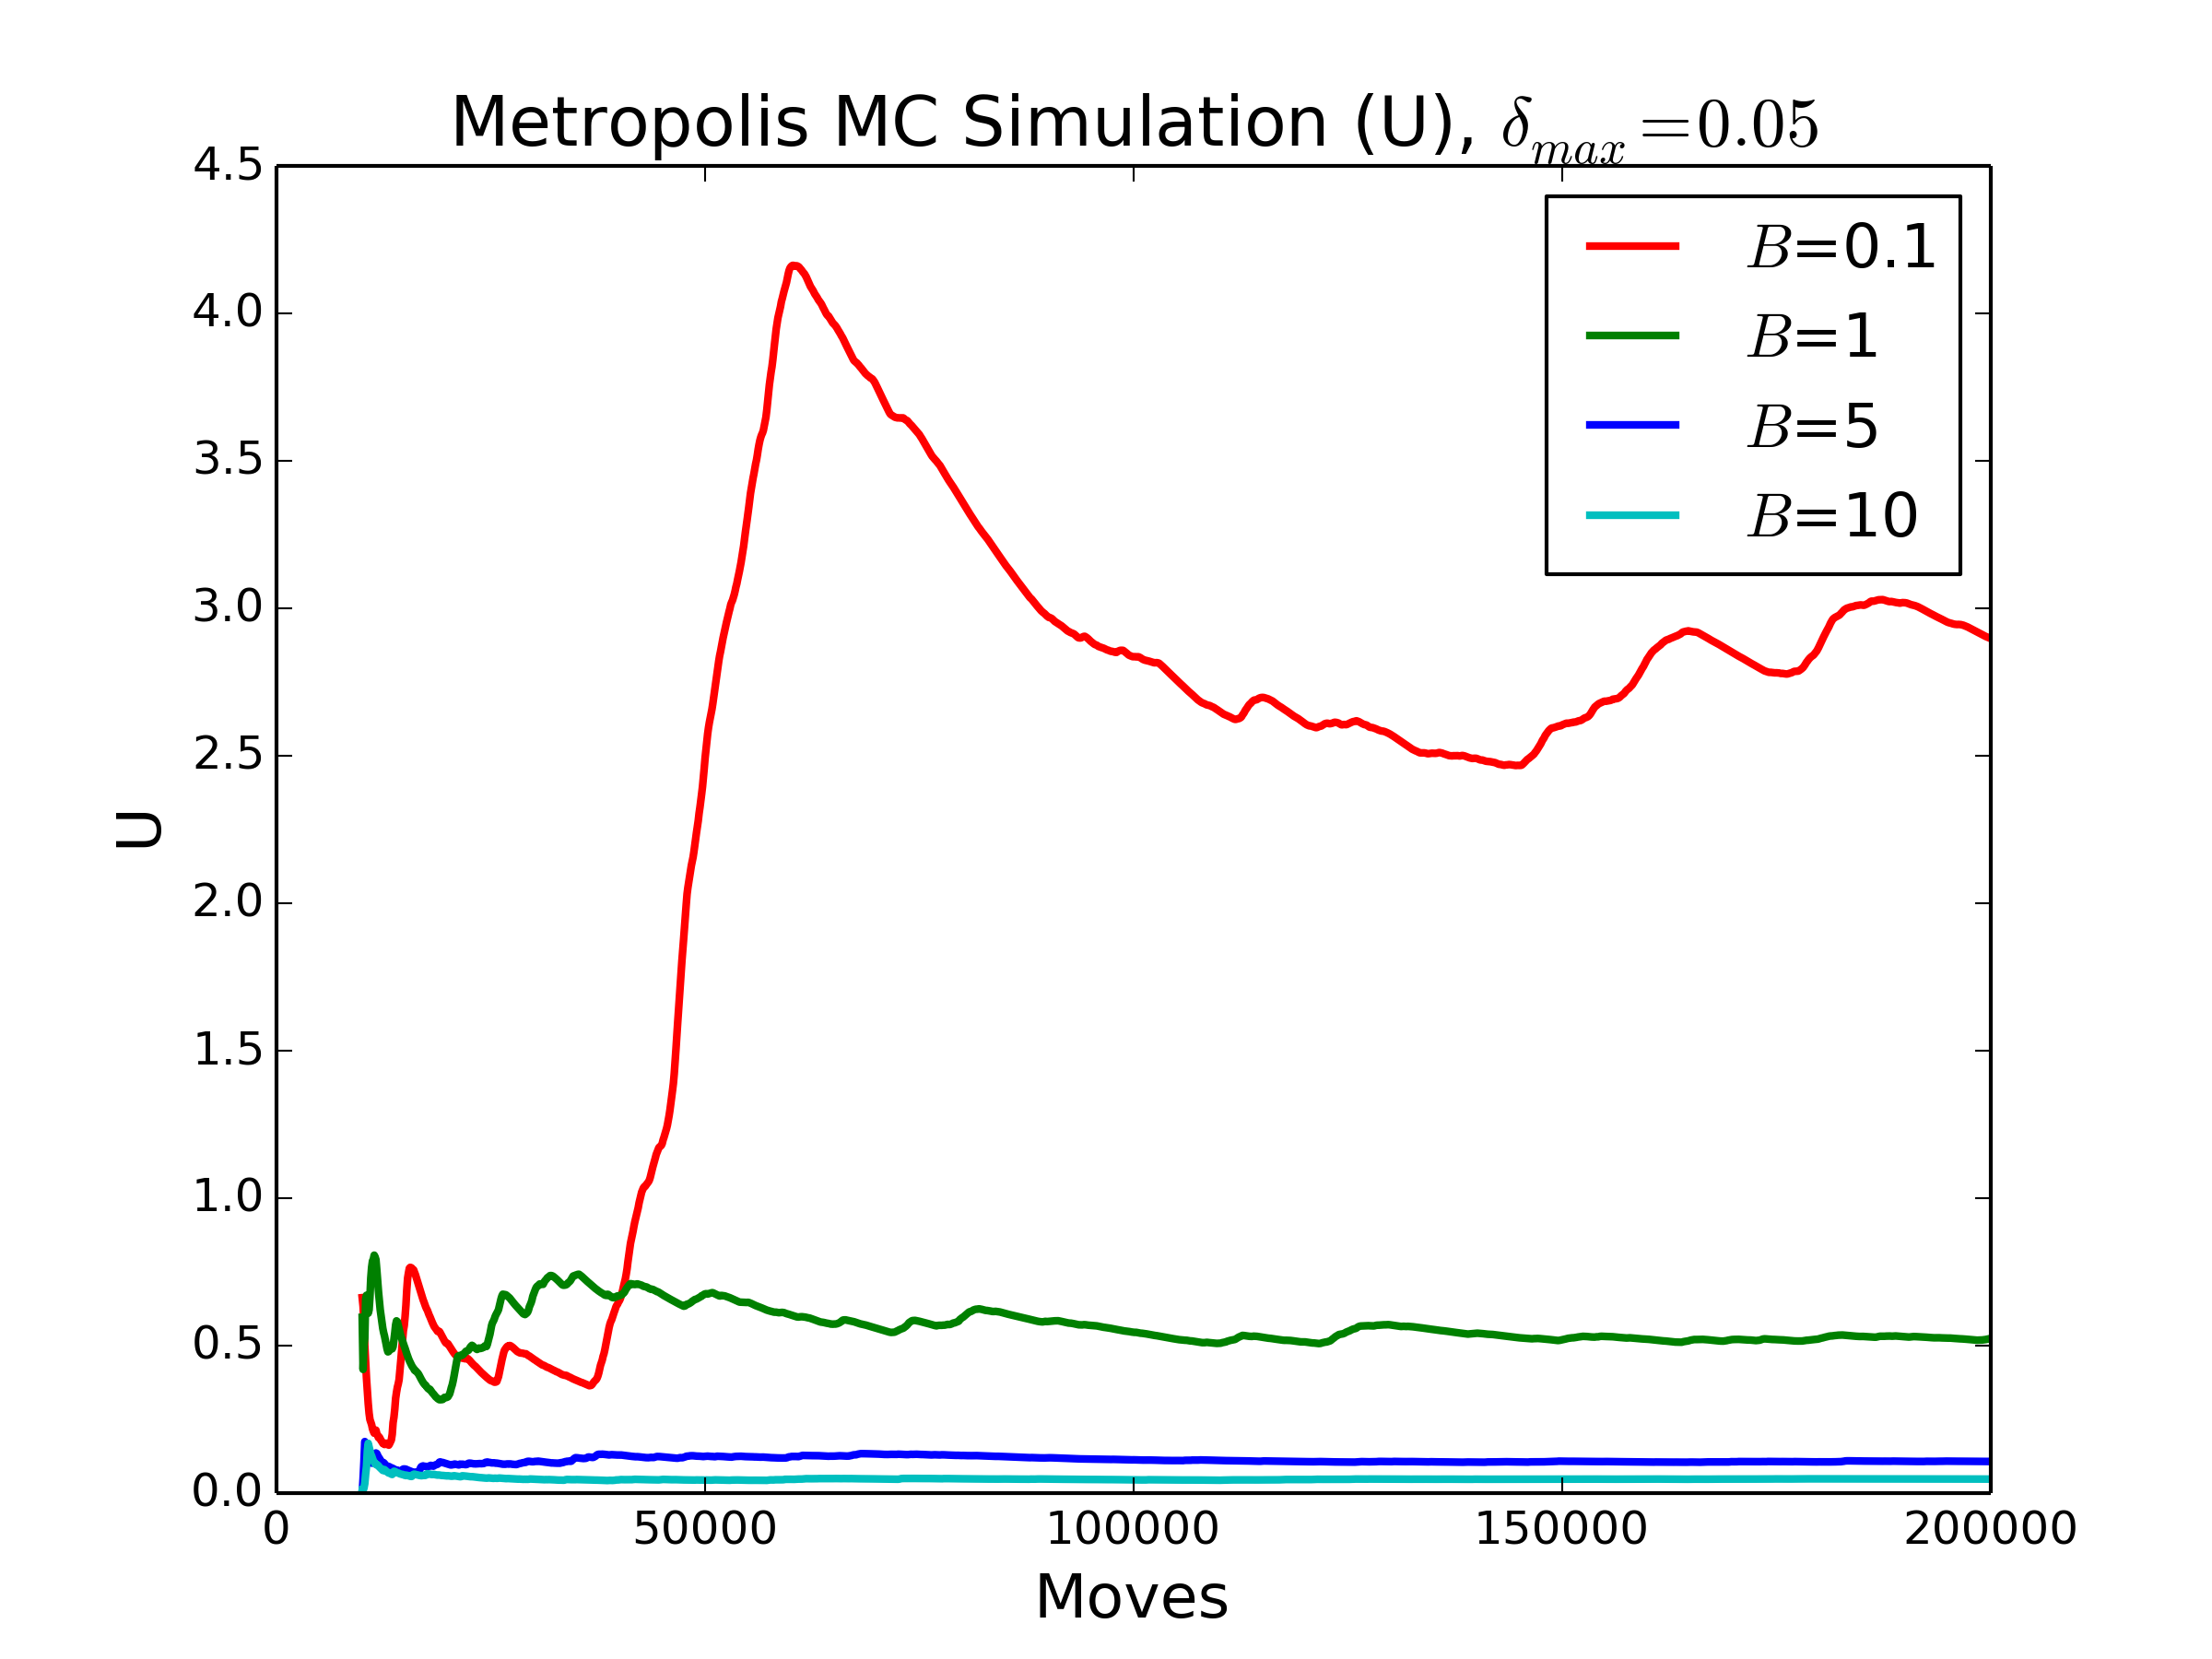 Metropolis MC Simulation (U), δ_max=0.05
4.5
4.0
3.5
3.0
2.5
2.0
1.5
1.0
0.5
0.0
U
B=0.1
B=1
B=5
B=10
0 50000 100000 150000 200000
Moves